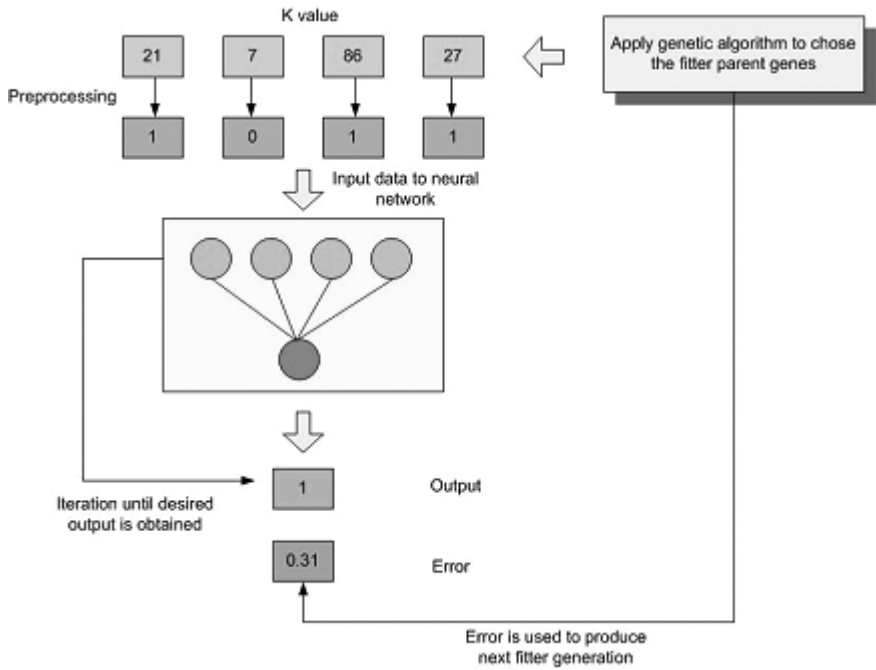 K value
21 7 86 27
Apply genetic algorithm to chose
the fitter parent genes
Preprocessing
1 0 1 1
Input data to neural
network
1
Output
Iteration until desired
output is obtained
0.31
Error
Error is used to produce
next fitter generation